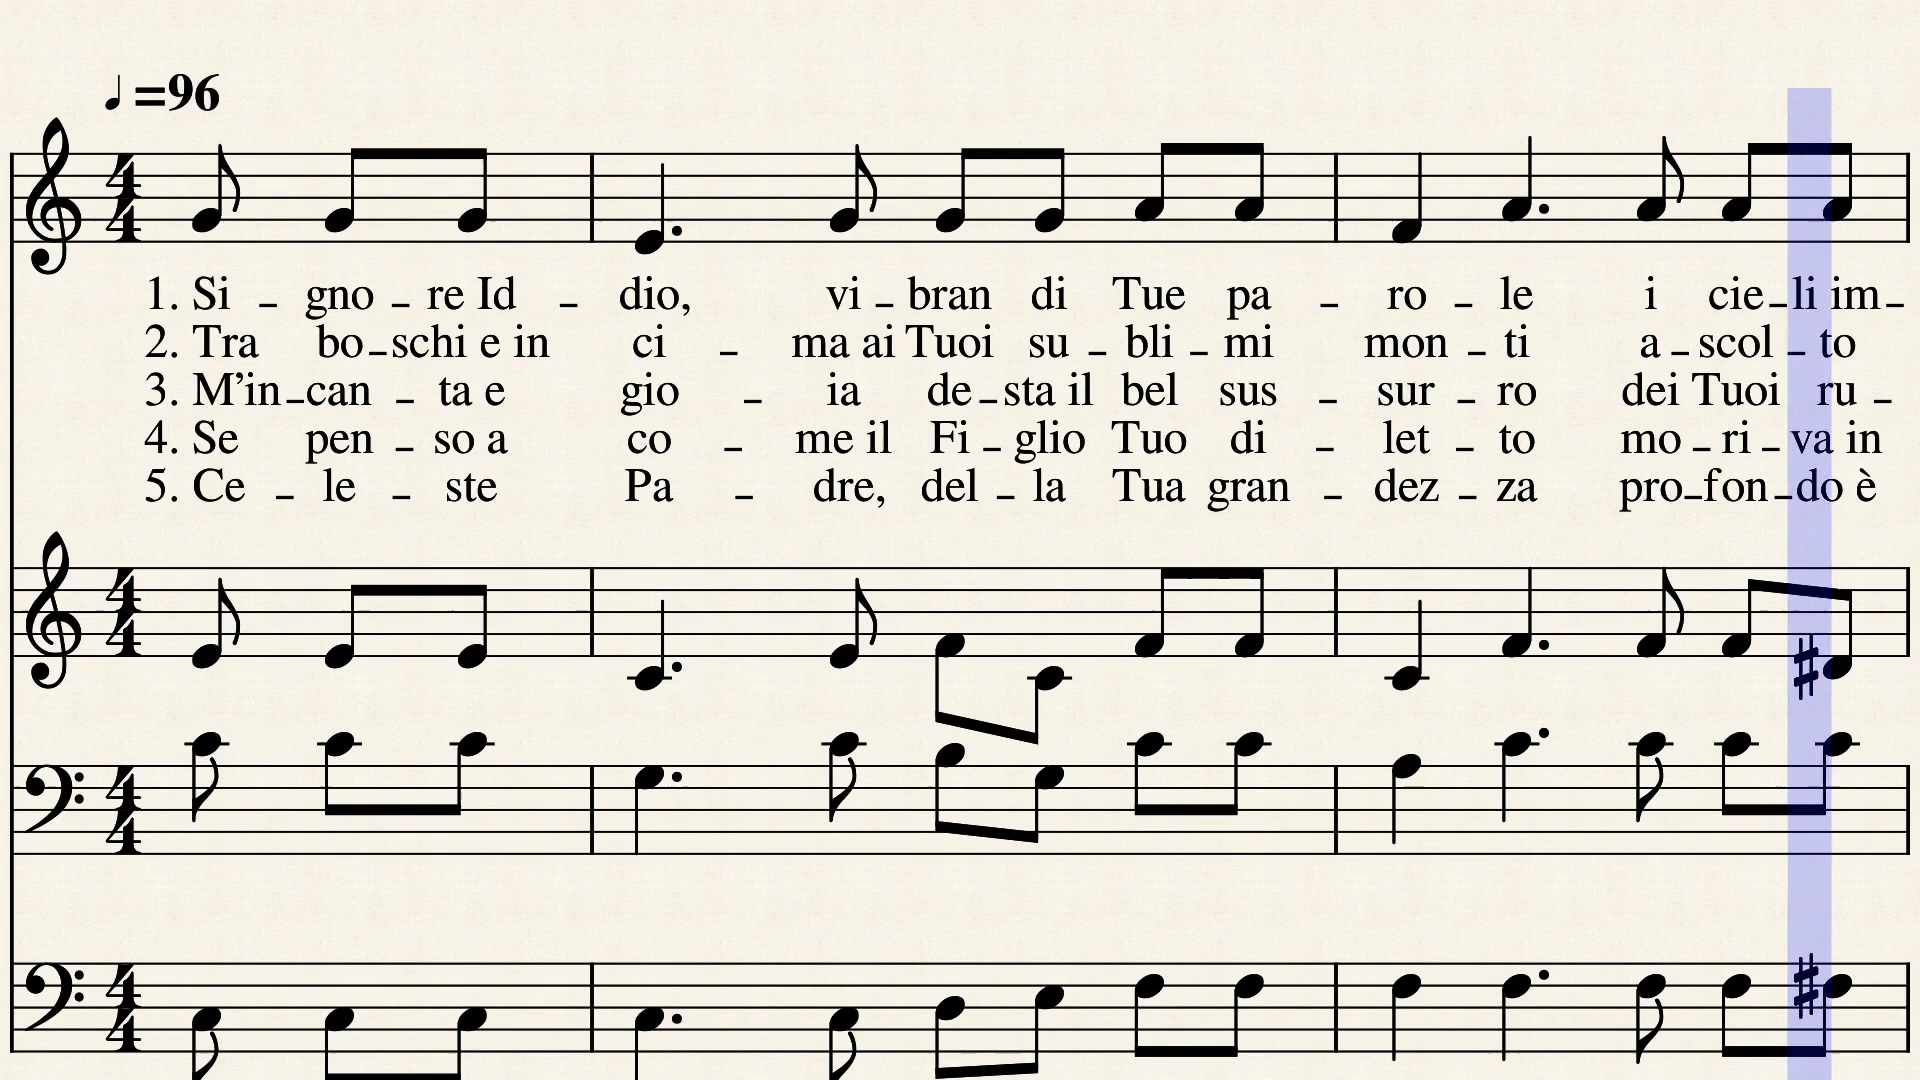 ♩=96
1. Si - gno - re Id - dio, vi - bran di Tue pa - ro - le i cie - li im -
2. Tra bo - schi e in ci - ma ai Tuoi su - bli - mi mon - ti a - scol - to
3. M’in - can - ta e gio - ia de - sta il bel sus - sur - ro dei Tuoi ru -
4. Se pen - so a co - me il Fi - glio Tuo di - let - to mo - ri - va in
5. Ce - le - ste Pa - dre, del - la Tua gran - dez - za pro - fon - do è